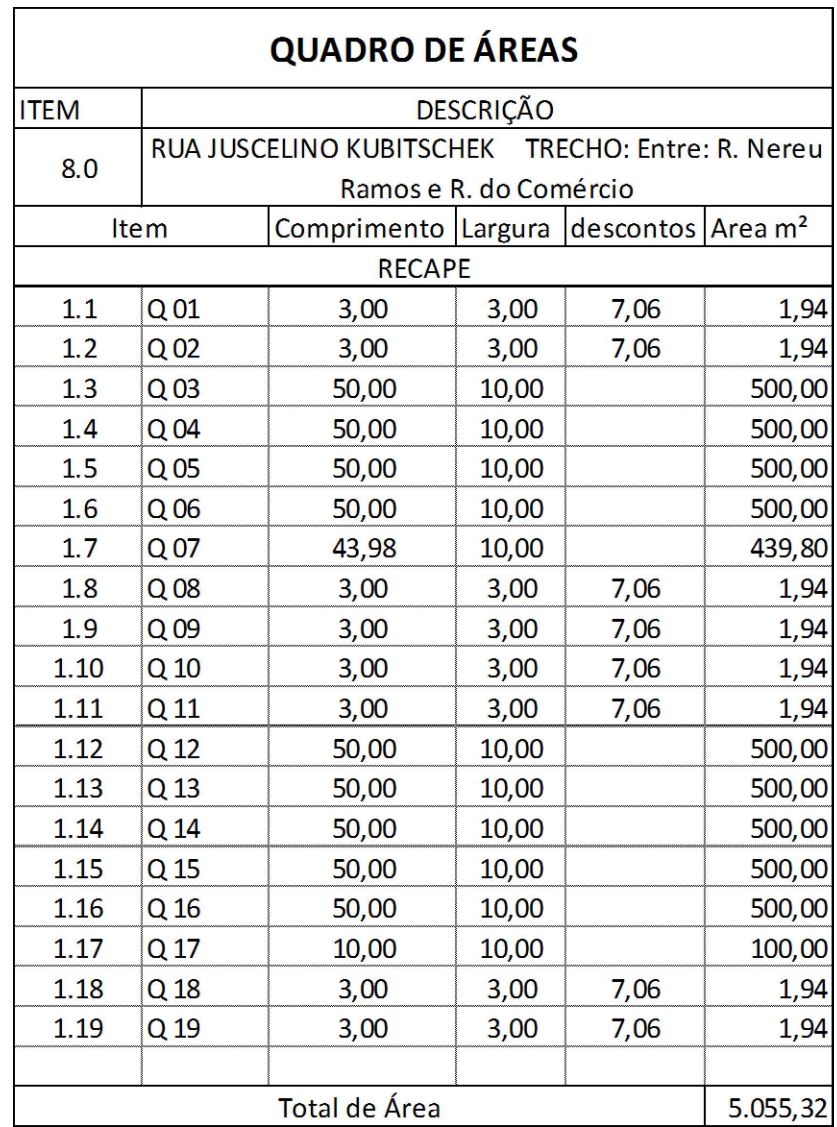 QUADRO DE ÁREAS
ITEM DESCRIÇÃO
8.0 RUA JUSCELINO KUBITSCHEK TRECHO: Entre: R. Nereu
Ramos e R. do Comércio
Item Comprimento Largura descontos Area m²
RECAPE
1.1 Q 01 3,00 3,00 7,06 1,94
1.2 Q 02 3,00 3,00 7,06 1,94
1.3 Q 03 50,00 10,00 500,00
1.4 Q 04 50,00 10,00 500,00
1.5 Q 05 50,00 10,00 500,00
1.6 Q 06 50,00 10,00 500,00
1.7 Q 07 43,98 10,00 439,80
1.8 Q 08 3,00 3,00 7,06 1,94
1.9 Q 09 3,00 3,00 7,06 1,94
1.10 Q 10 3,00 3,00 7,06 1,94
1.11 Q 11 3,00 3,00 7,06 1,94
1.12 Q 12 50,00 10,00 500,00
1.13 Q 13 50,00 10,00 500,00
1.14 Q 14 50,00 10,00 500,00
1.15 Q 15 50,00 10,00 500,00
1.16 Q 16 50,00 10,00 500,00
1.17 Q 17 10,00 10,00 100,00
1.18 Q 18 3,00 3,00 7,06 1,94
1.19 Q 19 3,00 3,00 7,06 1,94
Total de Área 5.055,32